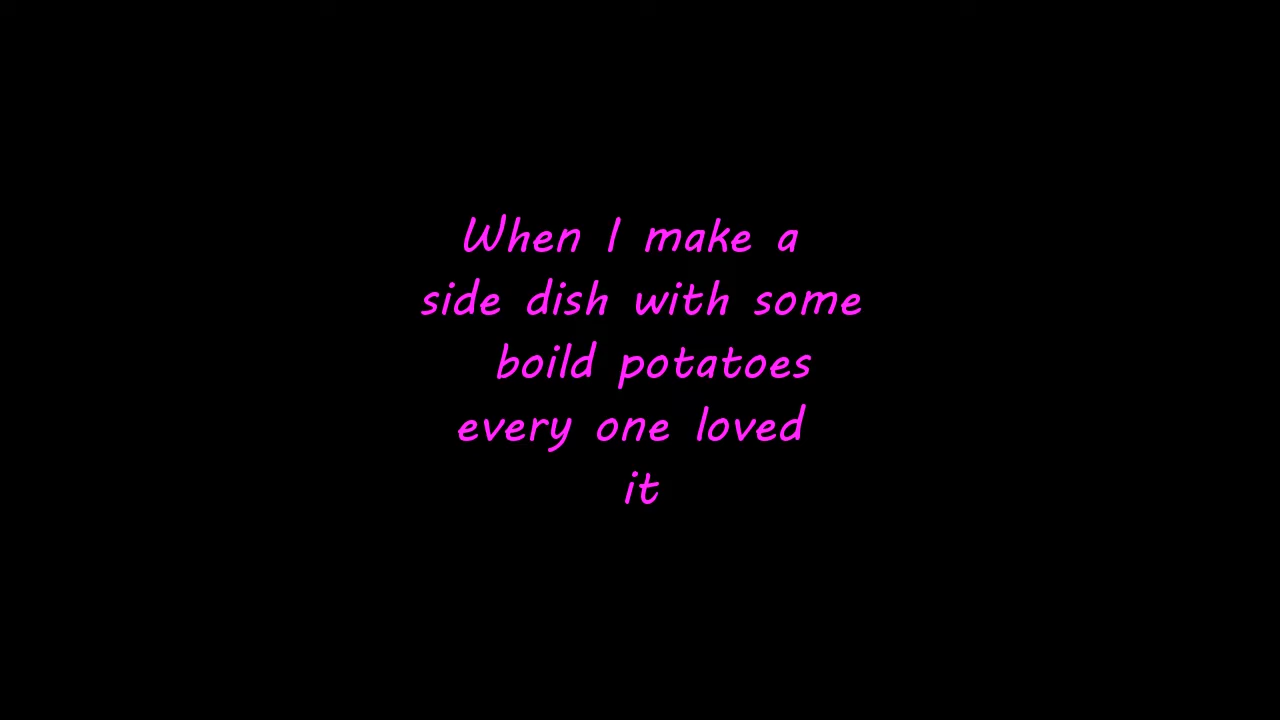 When I make a
side dish with some
boild potatoes
every one loved
it